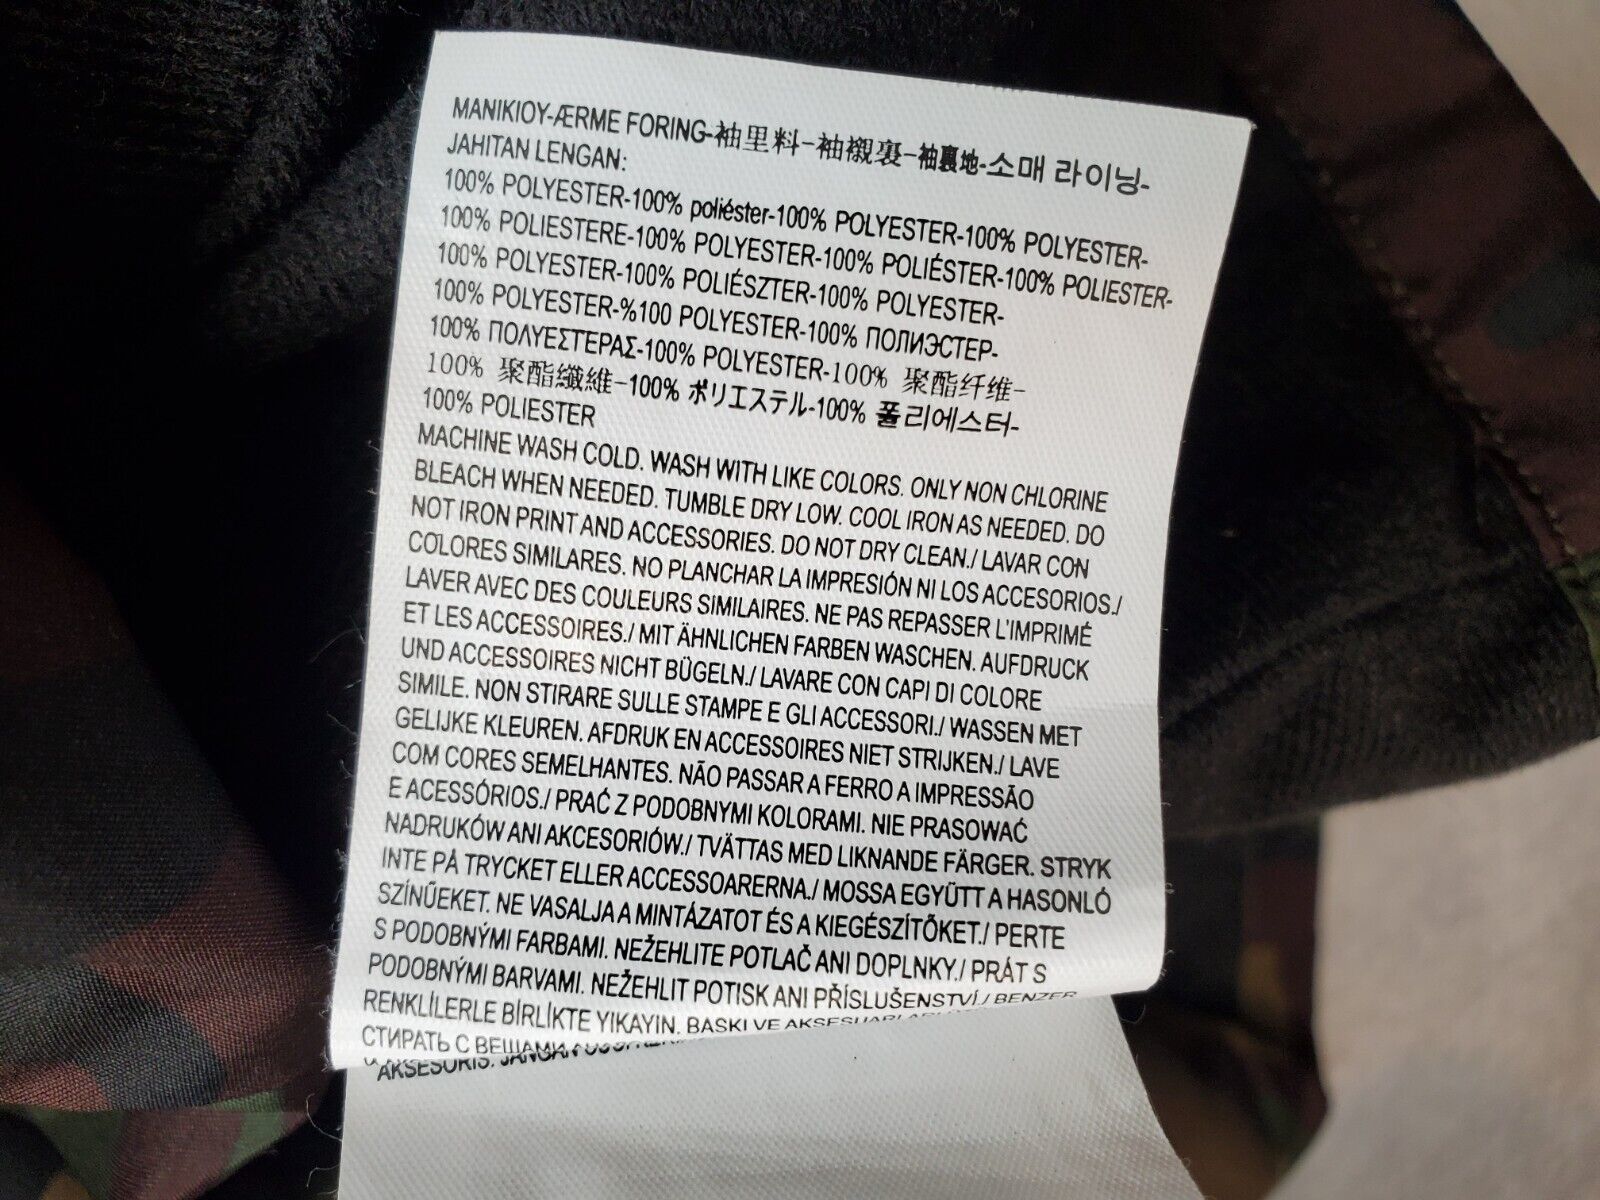 ΜΑΝΙΚΙΟΥ-ÆRME FORING-袖里料-袖襯裏-袖裏地-소매 라이닝-
JAHITAN LENGAN:
100% POLYESTER-100% poliéster-100% POLYESTER-100% POLYESTER-
100% POLIESTERE-100% POLYESTER-100% POLIÉSTER-100% POLIESTER-
100% POLYESTER-100% POLIÉSZTER-100% POLYESTER-
100% POLYESTER-%100 POLYESTER-100% ПОЛИЭСТЕР-
100% ΠΟΛΥΕΣΤΕΡΑΣ-100% POLYESTER-100% 聚酯纤维-
100% 聚酯纖維-100% ポリエステル-100% 폴리에스터-
100% POLIESTER
MACHINE WASH COLD. WASH WITH LIKE COLORS. ONLY NON CHLORINE
BLEACH WHEN NEEDED. TUMBLE DRY LOW. COOL IRON AS NEEDED. DO
NOT IRON PRINT AND ACCESSORIES. DO NOT DRY CLEAN./ LAVAR CON
COLORES SIMILARES. NO PLANCHAR LA IMPRESIÓN NI LOS ACCESORIOS./
LAVER AVEC DES COULEURS SIMILAIRES. NE PAS REPASSER L'IMPRIMÉ
ET LES ACCESSOIRES./ MIT ÄHNLICHEN FARBEN WASCHEN. AUFDRUCK
UND ACCESSOIRES NICHT BÜGELN./ LAVARE CON CAPI DI COLORE
SIMILE. NON STIRARE SULLE STAMPE E GLI ACCESSORI./ WASSEN MET
GELIJKE KLEUREN. AFDRUK EN ACCESSOIRES NIET STRIJKEN./ LAVE
COM CORES SEMELHANTES. NÃO PASSAR A FERRO A IMPRESSÃO
E ACESSÓRIOS./ PRAĆ Z PODOBNYMI KOLORAMI. NIE PRASOWAĆ
NADRUKÓW ANI AKCESORIÓW./ TVÄTTAS MED LIKNANDE FÄRGER. STRYK
INTE PÅ TRYCKET ELLER ACCESSOARERNA./ MOSSA EGYÜTT A HASONLÓ
SZÍNŰEKET. NE VASALJA A MINTÁZATOT ÉS A KIEGÉSZÍTŐKET./ PERTE
S PODOBNÝMI FARBAMI. NEŽEHLITE POTLAČ ANI DOPLNKY./ PRÁT S
PODOBNÝMI BARVAMI. NEŽEHLIT POTISK ANI PŘÍSLUŠENSTVÍ./ BENZER
RENKLİLERLE BİRLİKTE YIKAYIN. BASKI VE
СТИРАТЬ С ВЕЩАМИ
AKSESORIS. JANGAN